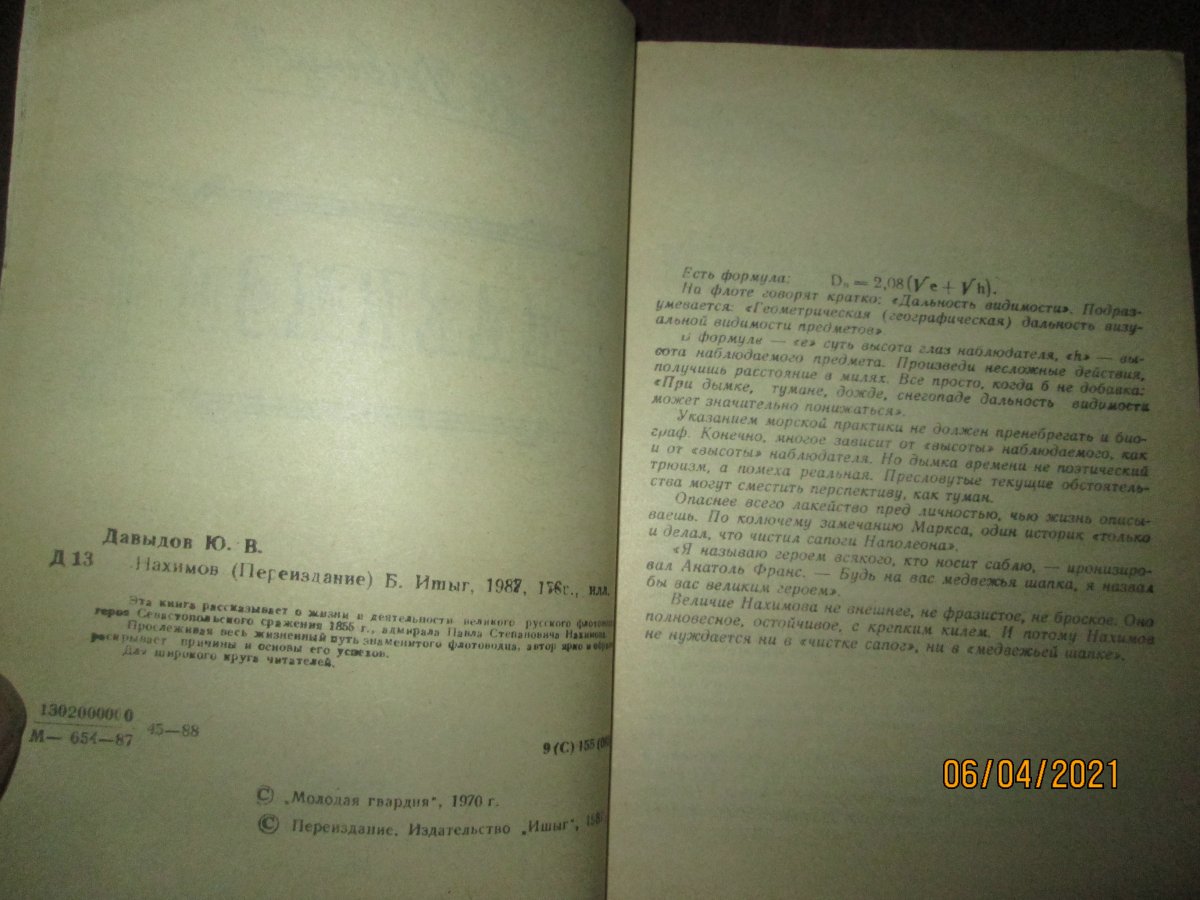 Давыдов Ю. В.
Д 13
Нахимов (Переиздание) Б. Ишыг, 1987, с., илл.
Эта книга рассказывает о жизни и деятельности великого русского
героя Севастопольского сражения 1855 г., адмирала Павла Степановича Нахимова
Прослеживая весь жизненный путь знаменитого флотоводца, автор ярко и
раскрывает причины и основы его успехов.
Для широкого круга читателей.
1302000000
М— 654—87
45—88
9 (С) 155
© „Молодая гвардия", 1970 г.
© Переиздание. Издательство „Ишыг",
Есть формула: Dn = 2,08 (√e + √h).
На флоте говорят кратко: «Дальность видимости». Подраз-
умевается: «Геометрическая (географическая) дальность визу-
альной видимости предметов»
В формуле — «e» суть высота глаз наблюдателя, «h» — вы-
сота наблюдаемого предмета. Произведи несложные действия,
получишь расстояние в милях. Все просто, когда б не добавка:
«При дымке, тумане, дожде, снегопаде дальность видимости
может значительно понижаться».
Указанием морской практики не должен пренебрегать и био-
граф. Конечно, многое зависит от «высоты» наблюдаемого, как
и от «высоты» наблюдателя. Но дымка времени не поэтический
трюизм, а помеха реальная. Пресловутые текущие обстоятель-
ства могут сместить перспективу, как туман.
Опаснее всего лакейство пред личностью, чью жизнь описы-
ваешь. По колючему замечанию Маркса, один историк «только
и делал, что чистил сапоги Наполеона».
«Я называю героем всякого, кто носит саблю, — иронизиро-
вал Анатоль Франс. — Будь на вас медвежья шапка, я назвал
бы вас великим героем».
Величие Нахимова не внешнее, не фразистое, не броское. Оно
полновесное, остойчивое, с крепким килем. И потому Нахимов
не нуждается ни в «чистке сапог», ни в «медвежьей шапке».
06/04/2021